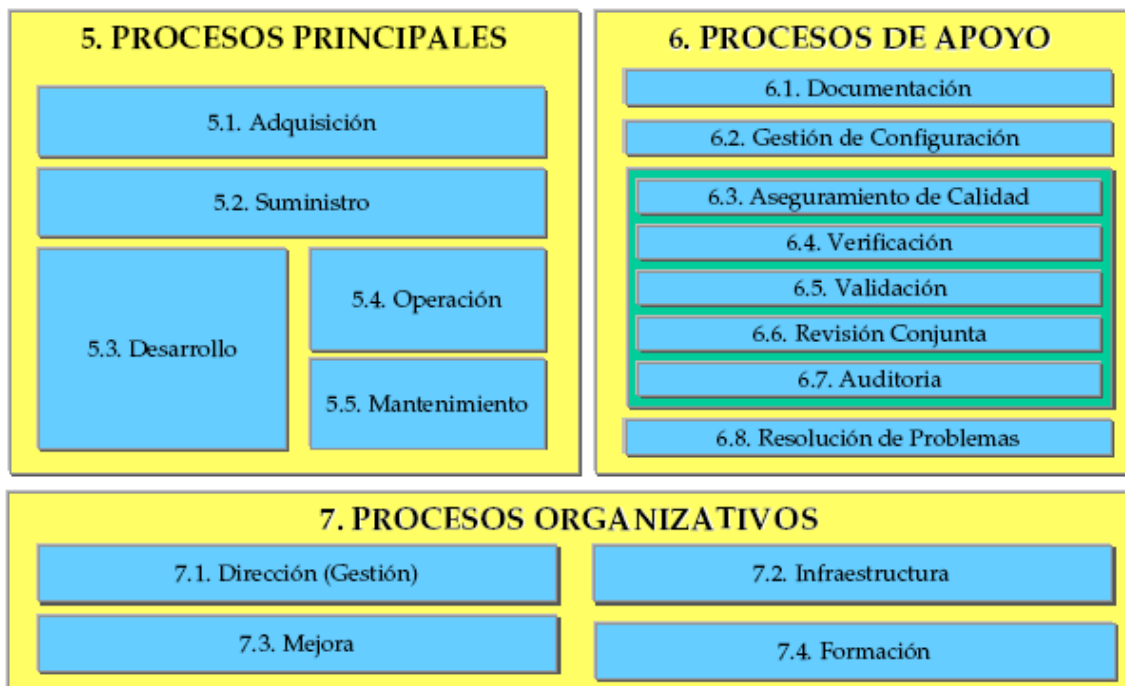 5. PROCESOS PRINCIPALES
5.1. Adquisición
5.2. Suministro
5.3. Desarrollo
5.4. Operación
5.5. Mantenimiento
6. PROCESOS DE APOYO
6.1. Documentación
6.2. Gestión de Configuración
6.3. Aseguramiento de Calidad
6.4. Verificación
6.5. Validación
6.6. Revisión Conjunta
6.7. Auditoria
6.8. Resolución de Problemas
7. PROCESOS ORGANIZATIVOS
7.1. Dirección (Gestión)
7.2. Infraestructura
7.3. Mejora
7.4. Formación